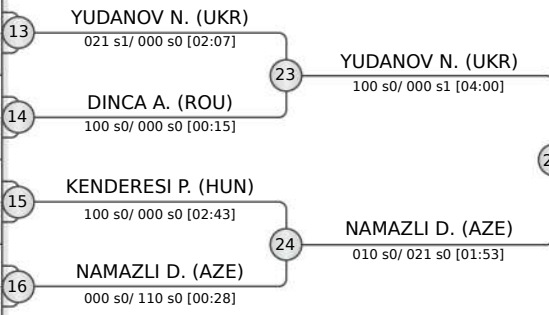 YUDANOV N. (UKR)
13
021 s1/ 000 s0 [02:07]
23
YUDANOV N. (UKR)
100 s0/ 000 s1 [04:00]
DINCA A. (ROU)
14
100 s0/ 000 s0 [00:15]
KENDERESI P. (HUN)
15
100 s0/ 000 s0 [02:43]
24
NAMAZLI D. (AZE)
010 s0/ 021 s0 [01:53]
NAMAZLI D. (AZE)
16
000 s0/ 110 s0 [00:28]